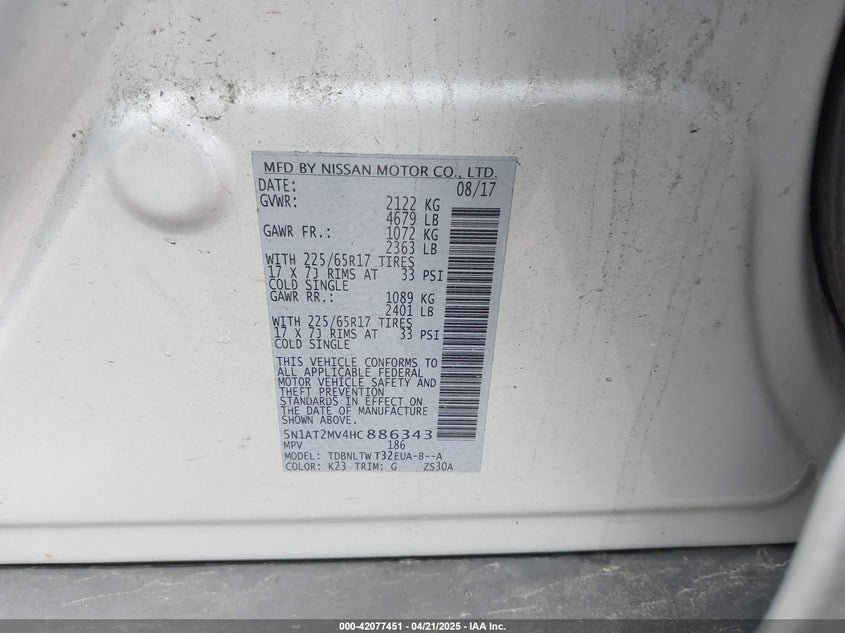 MFD BY NISSAN MOTOR CO., LTD.
DATE: 08/17
GVWR: 2122 KG
4679 LB
GAWR FR.: 1072 KG
2363 LB
WITH 225/65R17 TIRES
17 X 7J RIMS AT 33 PSI
COLD SINGLE
GAWR RR.: 1089 KG
2401 LB
WITH 225/65R17 TIRES
17 X 7J RIMS AT 33 PSI
COLD SINGLE
THIS VEHICLE CONFORMS TO
ALL APPLICABLE FEDERAL
MOTOR VEHICLE SAFETY AND
THEFT PREVENTION
STANDARDS IN EFFECT ON
THE DATE OF MANUFACTURE
SHOWN ABOVE.
5N1AT2MV4HC886343
MPV 186
MODEL: TDBNLTW T32EUA-B--A
COLOR: K23 TRIM: G ZS30A
000-42077451 - 04/21/2025 - IAA Inc.